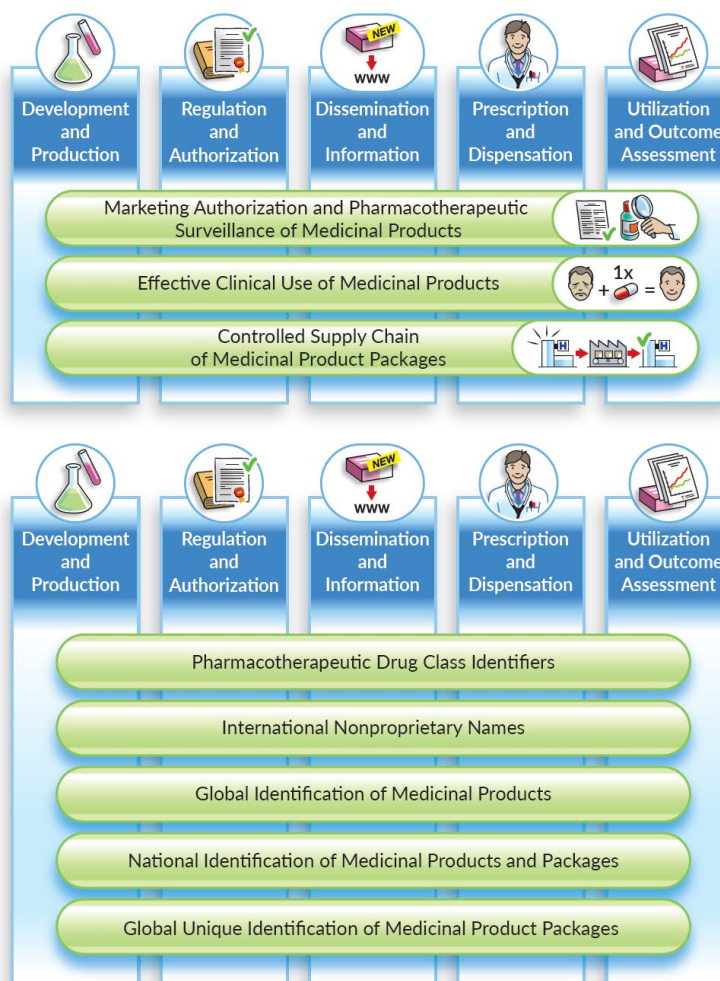 NEW
www
Development
and
Production
Regulation
and
Authorization
Dissemination
and
Information
Prescription
and
Dispensation
Utilization
and Outcome
Assessment
Marketing Authorization and Pharmacotherapeutic
Surveillance of Medicinal Products
Effective Clinical Use of Medicinal Products
1x
+ =
Controlled Supply Chain
of Medicinal Product Packages
H H
NEW
www
Development
and
Production
Regulation
and
Authorization
Dissemination
and
Information
Prescription
and
Dispensation
Utilization
and Outcome
Assessment
Pharmacotherapeutic Drug Class Identifiers
International Nonproprietary Names
Global Identification of Medicinal Products
National Identification of Medicinal Products and Packages
Global Unique Identification of Medicinal Product Packages